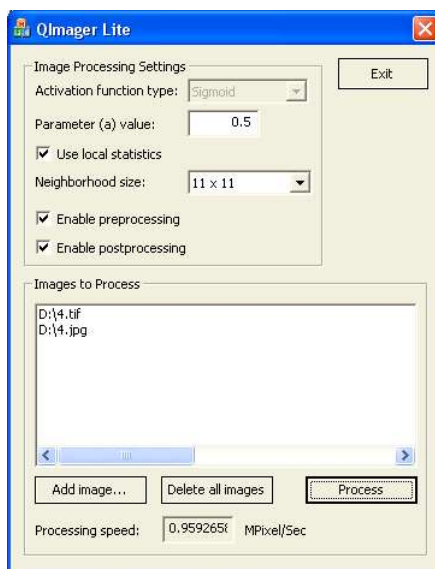 QImager Lite
Image Processing Settings
Exit
Activation function type: Sigmoid
Parameter (a) value: 0.5
Use local statistics
Neighborhood size: 11 x 11
Enable preprocessing
Enable postprocessing
Images to Process
D:\4.tif
D:\4.jpg
Add image... Delete all images Process
Processing speed: 0.959265 MPixel/Sec